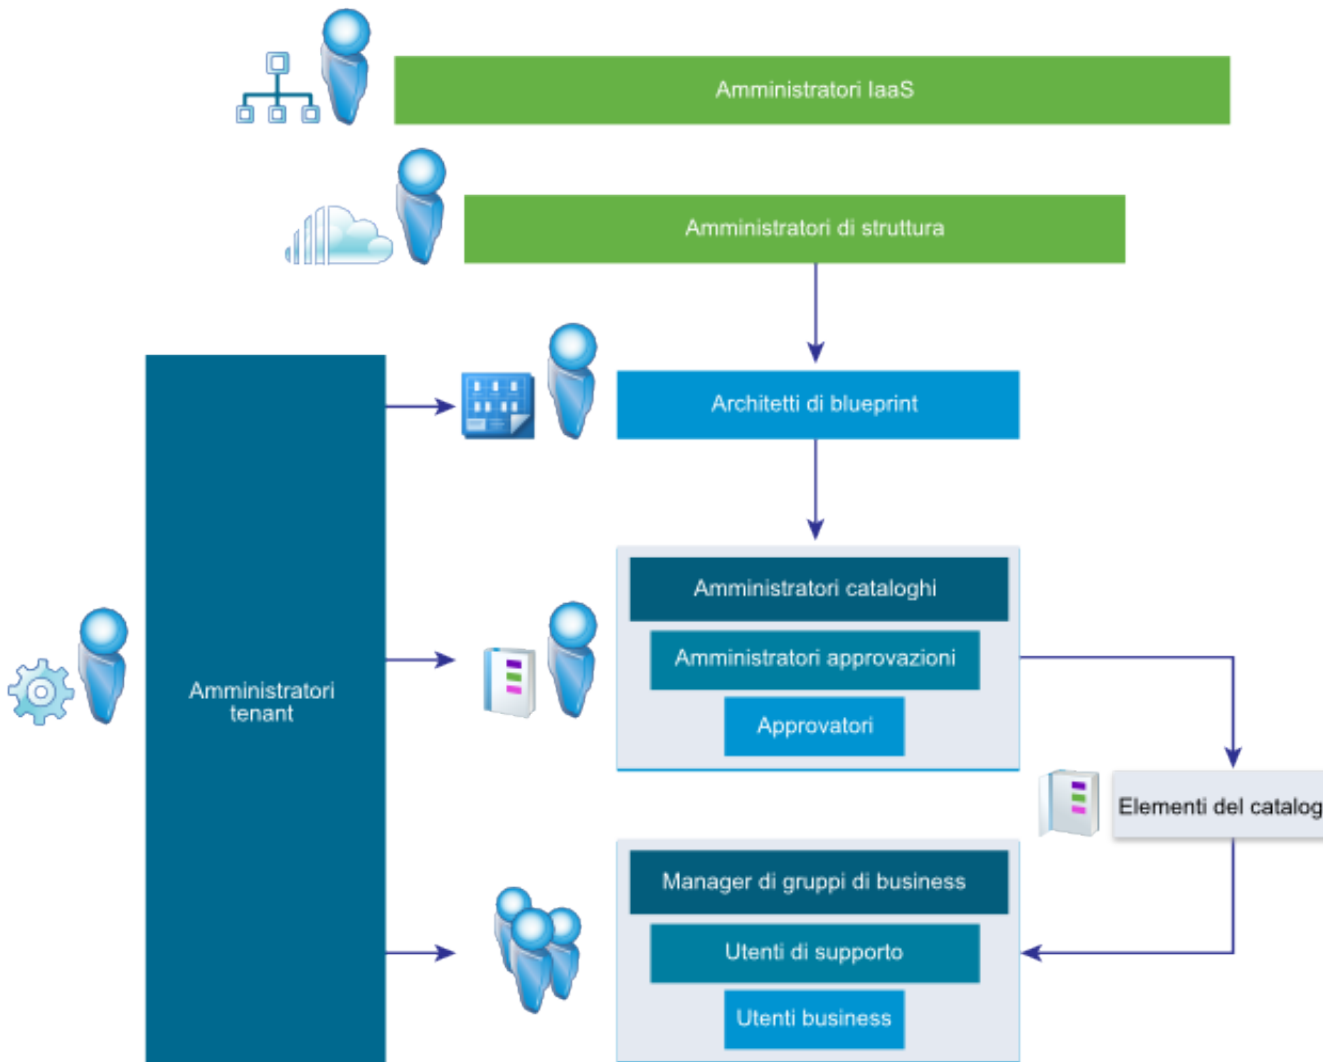 Amministratori IaaS
Amministratori di struttura
Architetti di blueprint
Amministratori cataloghi
Amministratori approvazioni
Approvatori
Amministratori
tenant
Elementi del catalog
Manager di gruppi di business
Utenti di supporto
Utenti business